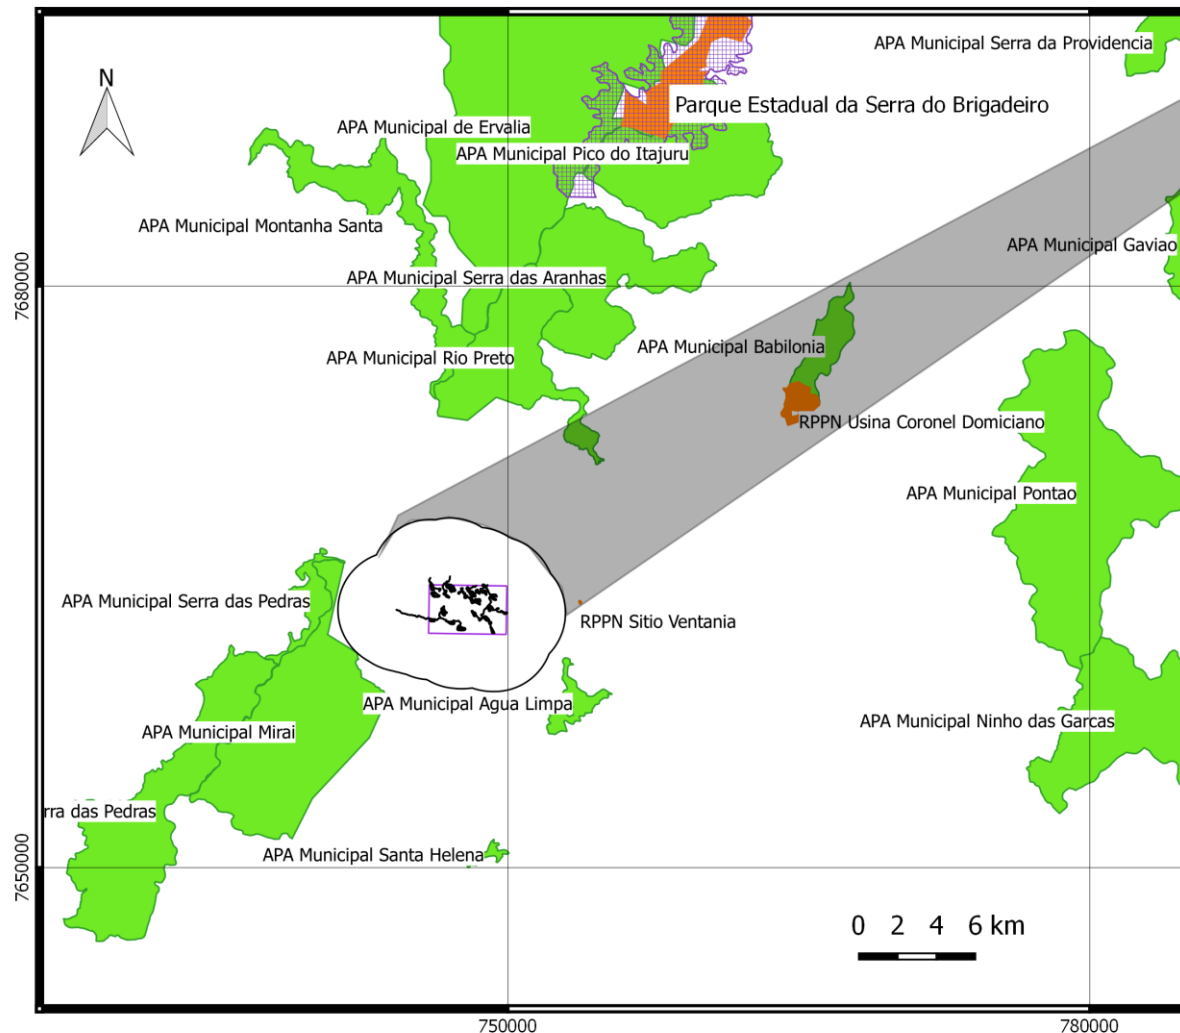 APA Municipal Serra da Providencia
N
Parque Estadual da Serra do Brigadeiro
APA Municipal de Ervalia
APA Municipal Pico do Itajuru
APA Municipal Montanha Santa
APA Municipal Gaviao
APA Municipal Serra das Aranhas
7680000
APA Municipal Babilonia
APA Municipal Rio Preto
RPPN Usina Coronel Domiciano
APA Municipal Pontao
APA Municipal Serra das Pedras
RPPN Sitio Ventania
APA Municipal Agua Limpa
APA Municipal Ninho das Garcas
APA Municipal Mirai
rra das Pedras
APA Municipal Santa Helena
7650000
0 2 4 6 km
750000
780000